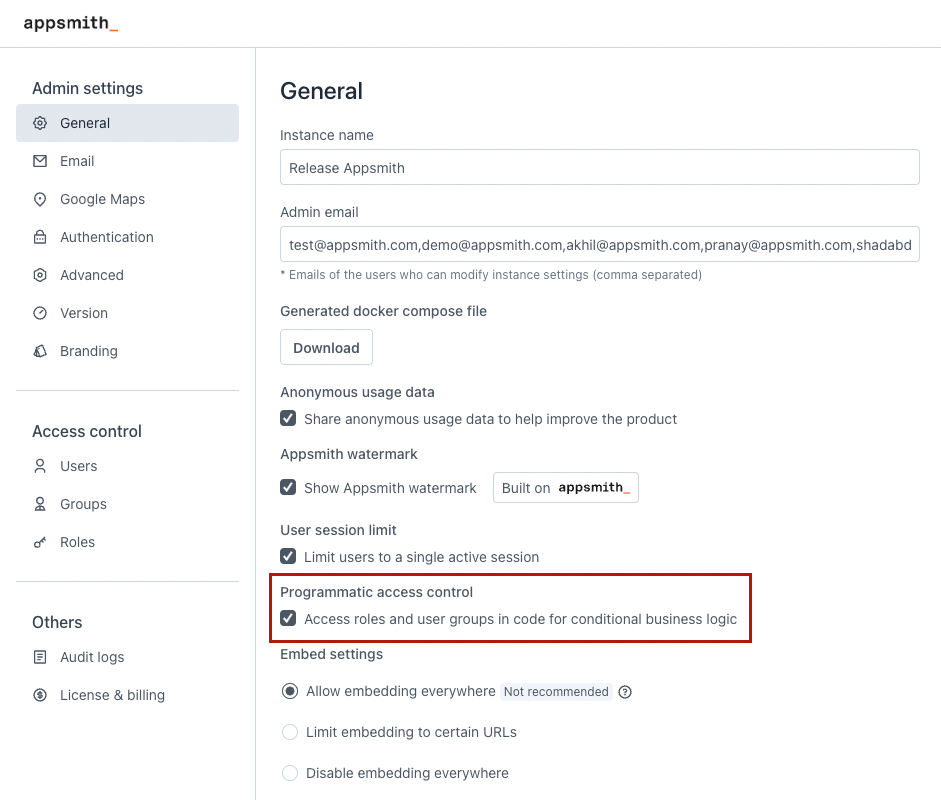 appsmith_
Admin settings
General
Email
Google Maps
Authentication
Advanced
Version
Branding
Access control
Users
Groups
Roles
Others
Audit logs
License & billing
General
Instance name
Release Appsmith
Admin email
test@appsmith.com,demo@appsmith.com,akhil@appsmith.com,pranay@appsmith.com,shadabd
* Emails of the users who can modify instance settings (comma separated)
Generated docker compose file
Download
Anonymous usage data
Share anonymous usage data to help improve the product
Appsmith watermark
Show Appsmith watermark Built on appsmith_
User session limit
Limit users to a single active session
Programmatic access control
Access roles and user groups in code for conditional business logic
Embed settings
Allow embedding everywhere Not recommended ?
Limit embedding to certain URLs
Disable embedding everywhere